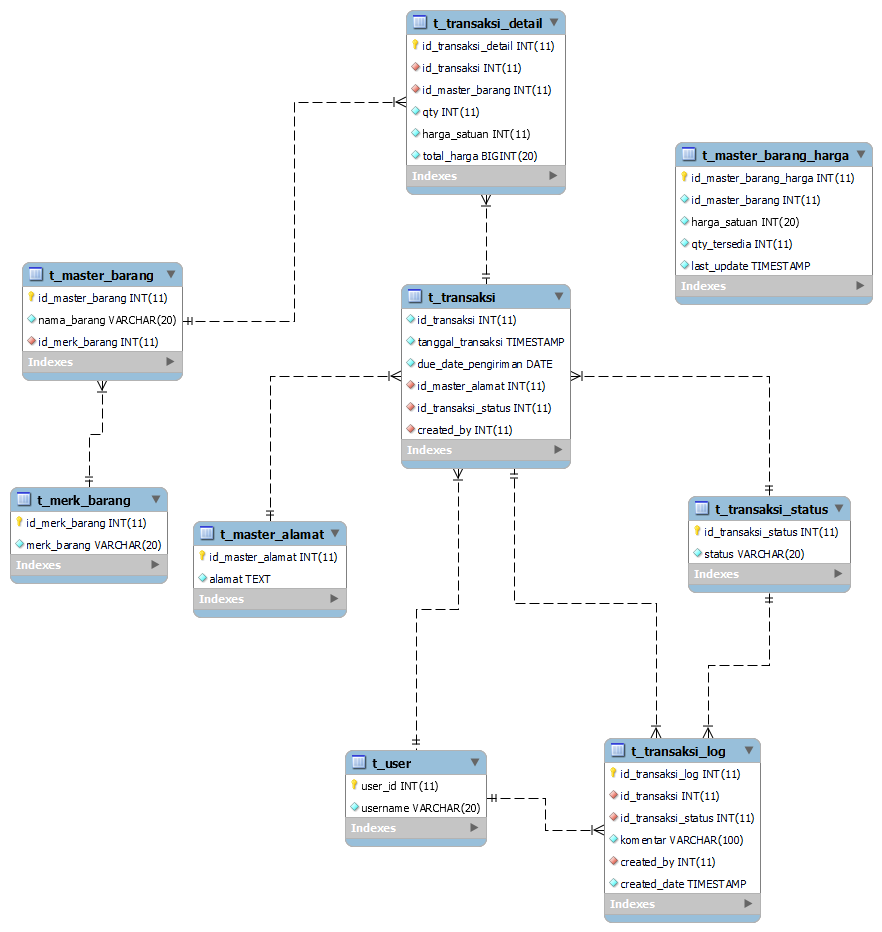 t_transaksi_detail
id_transaksi_detail INT(11)
id_transaksi INT(11)
id_master_barang INT(11)
qty INT(11)
harga_satuan INT(11)
total_harga BIGINT(20)
Indexes
t_master_barang_harga
id_master_barang_harga INT(11)
id_master_barang INT(11)
harga_satuan INT(20)
qty_tersedia INT(11)
last_update TIMESTAMP
Indexes
t_master_barang
id_master_barang INT(11)
nama_barang VARCHAR(20)
id_merk_barang INT(11)
Indexes
t_transaksi
id_transaksi INT(11)
tanggal_transaksi TIMESTAMP
due_date_pengiriman DATE
id_master_alamat INT(11)
id_transaksi_status INT(11)
created_by INT(11)
Indexes
t_merk_barang
id_merk_barang INT(11)
merk_barang VARCHAR(20)
Indexes
t_master_alamat
id_master_alamat INT(11)
alamat TEXT
Indexes
t_transaksi_status
id_transaksi_status INT(11)
status VARCHAR(20)
Indexes
t_user
user_id INT(11)
username VARCHAR(20)
Indexes
t_transaksi_log
id_transaksi_log INT(11)
id_transaksi INT(11)
id_transaksi_status INT(11)
komentar VARCHAR(100)
created_by INT(11)
created_date TIMESTAMP
Indexes